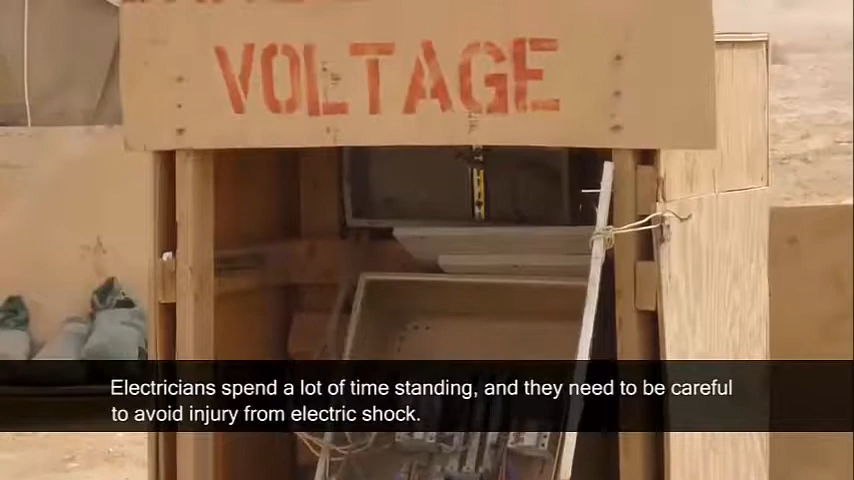 VOLTAGE
Electricians spend a lot of time standing, and they need to be careful
to avoid injury from electric shock.